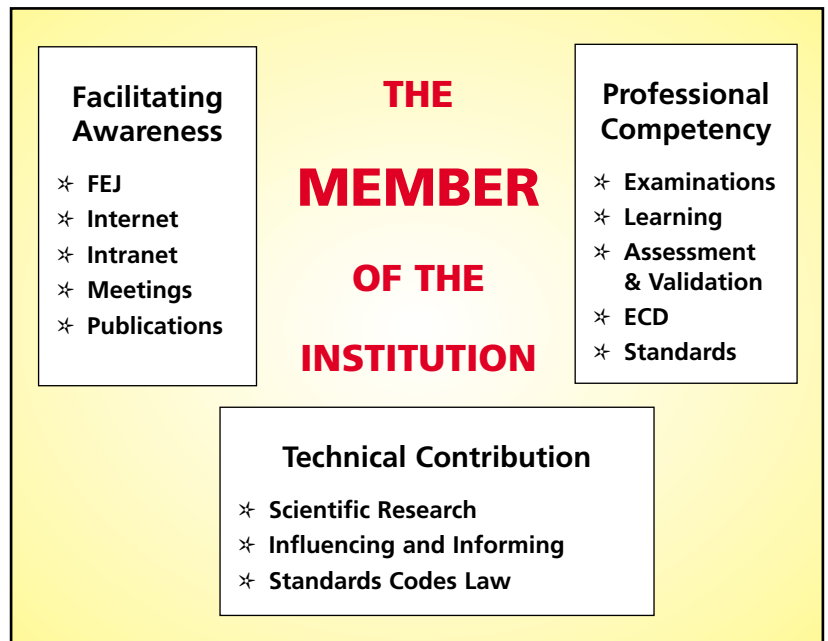 Facilitating
Awareness
✯ FEJ
✯ Internet
✯ Intranet
✯ Meetings
✯ Publications
THE
MEMBER
OF THE
INSTITUTION
Professional
Competency
✯ Examinations
✯ Learning
✯ Assessment
& Validation
✯ ECD
✯ Standards
Technical Contribution
✯ Scientific Research
✯ Influencing and Informing
✯ Standards Codes Law